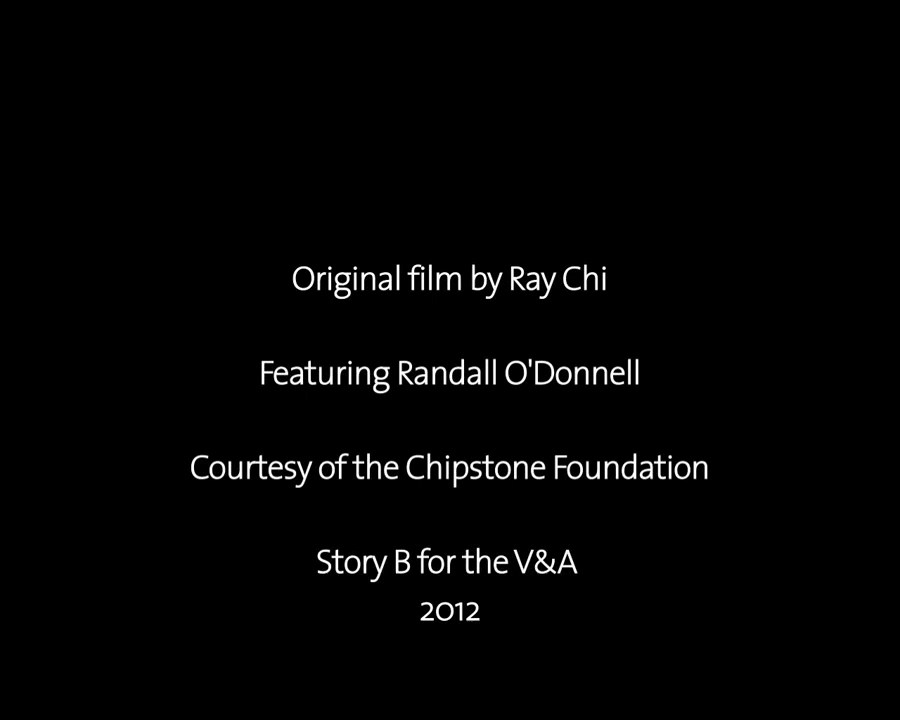 Original film by Ray Chi
Featuring Randall O'Donnell
Courtesy of the Chipstone Foundation
Story B for the V&A
2012